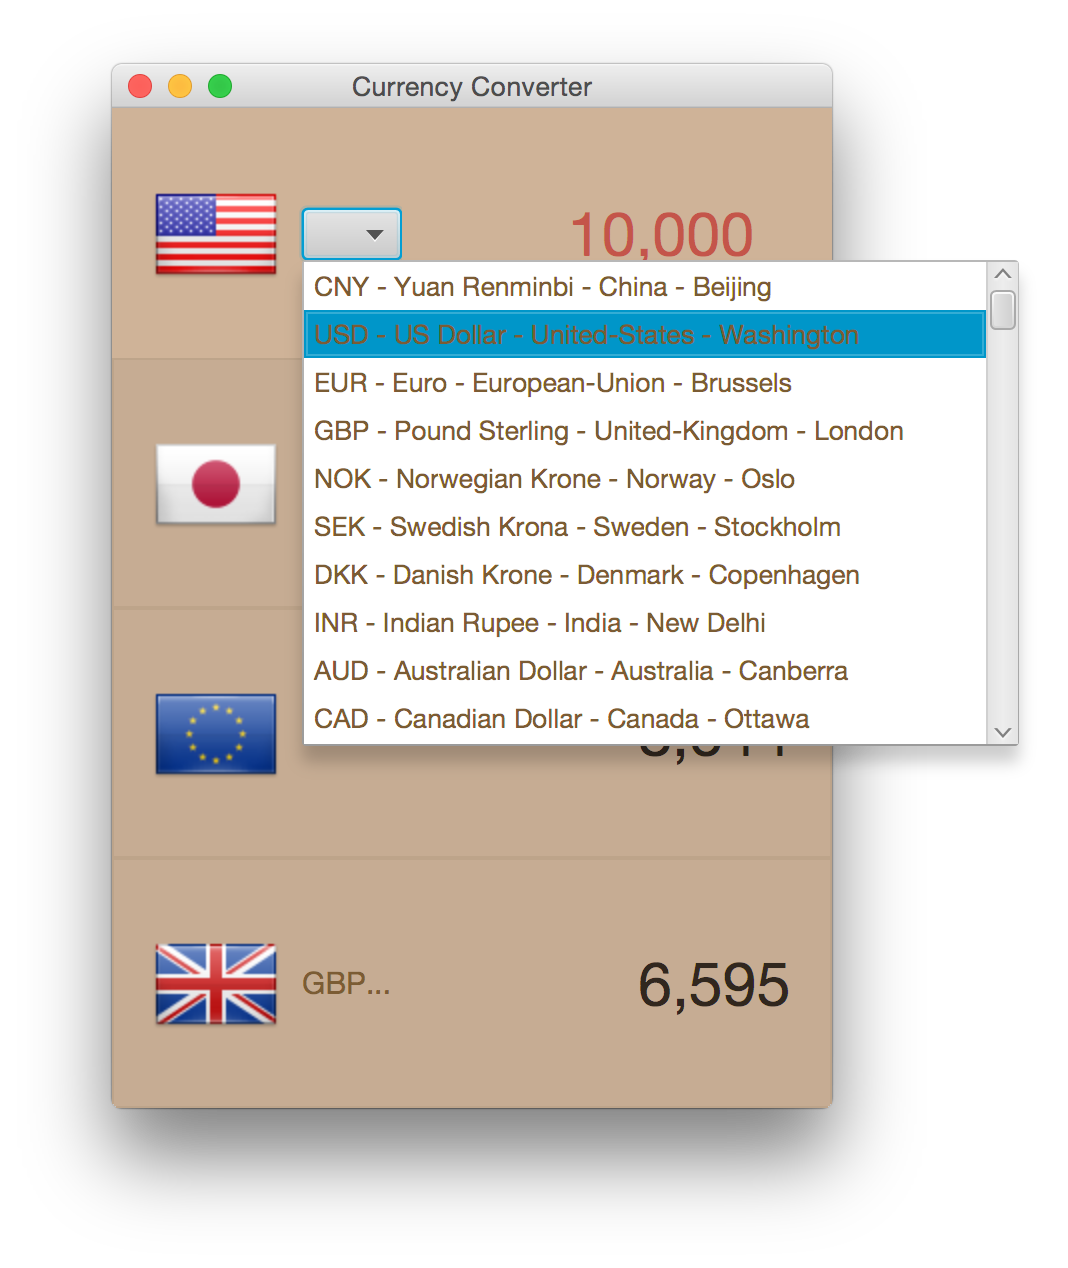 Currency Converter
10,000
CNY - Yuan Renminbi - China - Beijing
USD - US Dollar - United-States - Washington
EUR - Euro - European-Union - Brussels
GBP - Pound Sterling - United-Kingdom - London
NOK - Norwegian Krone - Norway - Oslo
SEK - Swedish Krona - Sweden - Stockholm
DKK - Danish Krone - Denmark - Copenhagen
INR - Indian Rupee - India - New Delhi
AUD - Australian Dollar - Australia - Canberra
CAD - Canadian Dollar - Canada - Ottawa
GBP... 6,595